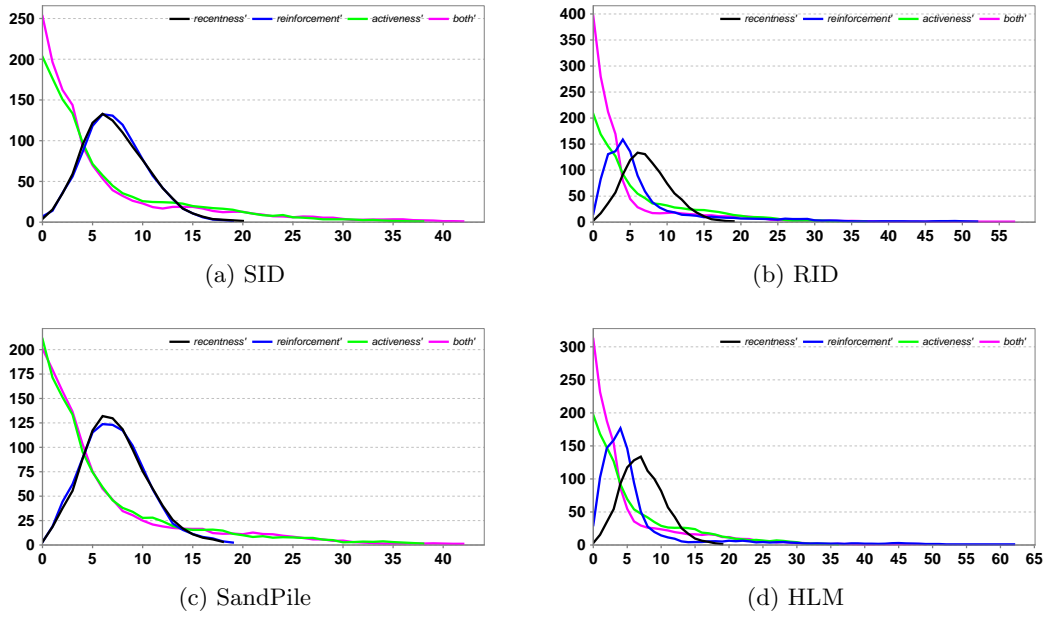 recentness' reinforcement' activeness' both'
250
200
150
100
50
0
0 5 10 15 20 25 30 35 40
(a) SID
recentness' reinforcement' activeness' both'
400
350
300
250
200
150
100
50
0
0 5 10 15 20 25 30 35 40 45 50 55
(b) RID
recentness' reinforcement' activeness' both'
200
175
150
125
100
75
50
25
0
0 5 10 15 20 25 30 35 40
(c) SandPile
recentness' reinforcement' activeness' both'
300
250
200
150
100
50
0
0 5 10 15 20 25 30 35 40 45 50 55 60 65
(d) HLM